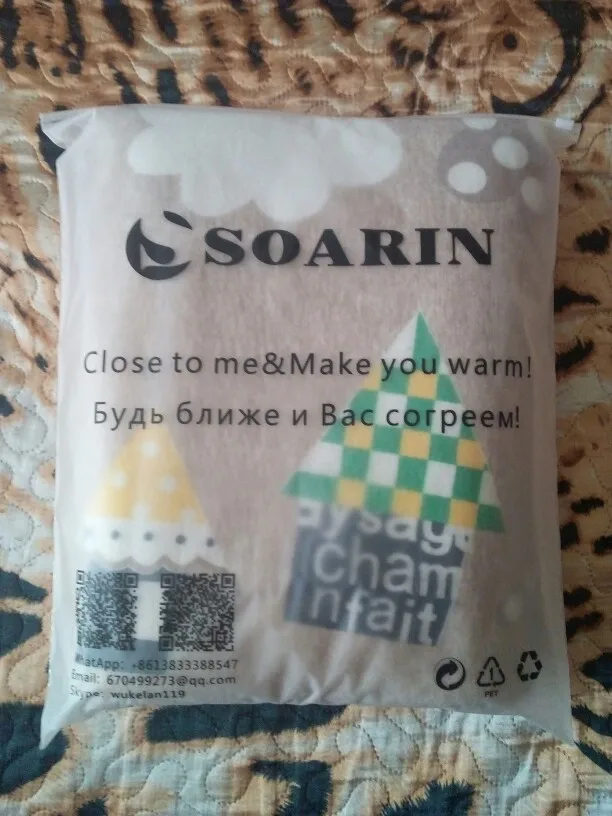 SOARIN
Close to me&Make you warm!
Будь ближе и Вас согреем!
aysage
cham
nfait
WhatApp: +8613833388547
Email: 670499273@qq.com
Skype: wukelan119
PET